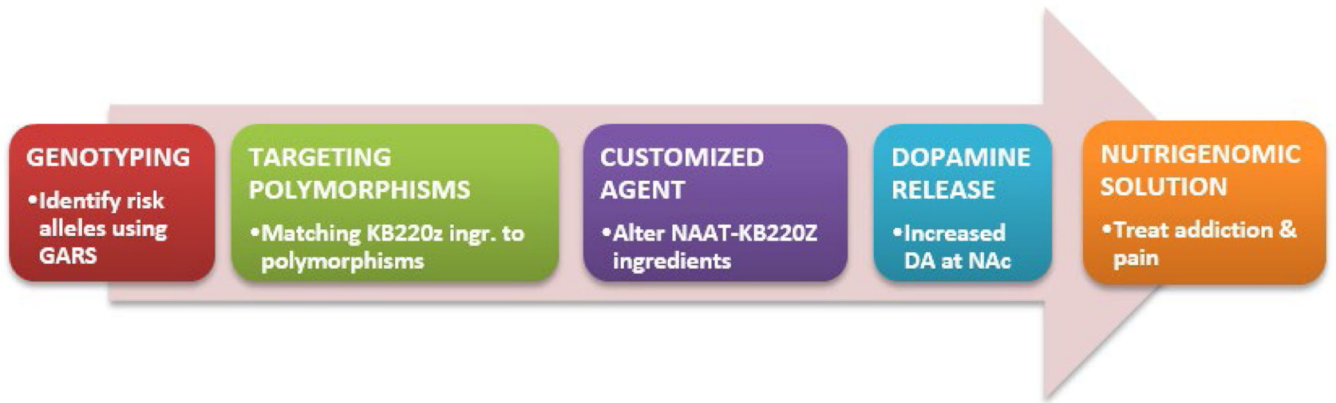 GENOTYPING
•Identify risk
alleles using
GARS
TARGETING
POLYMORPHISMS
•Matching KB220z ingr. to
polymorphisms
CUSTOMIZED
AGENT
•Alter NAAT-KB220Z
ingredients
DOPAMINE
RELEASE
•Increased
DA at NAc
NUTRIGENOMIC
SOLUTION
•Treat addiction &
pain